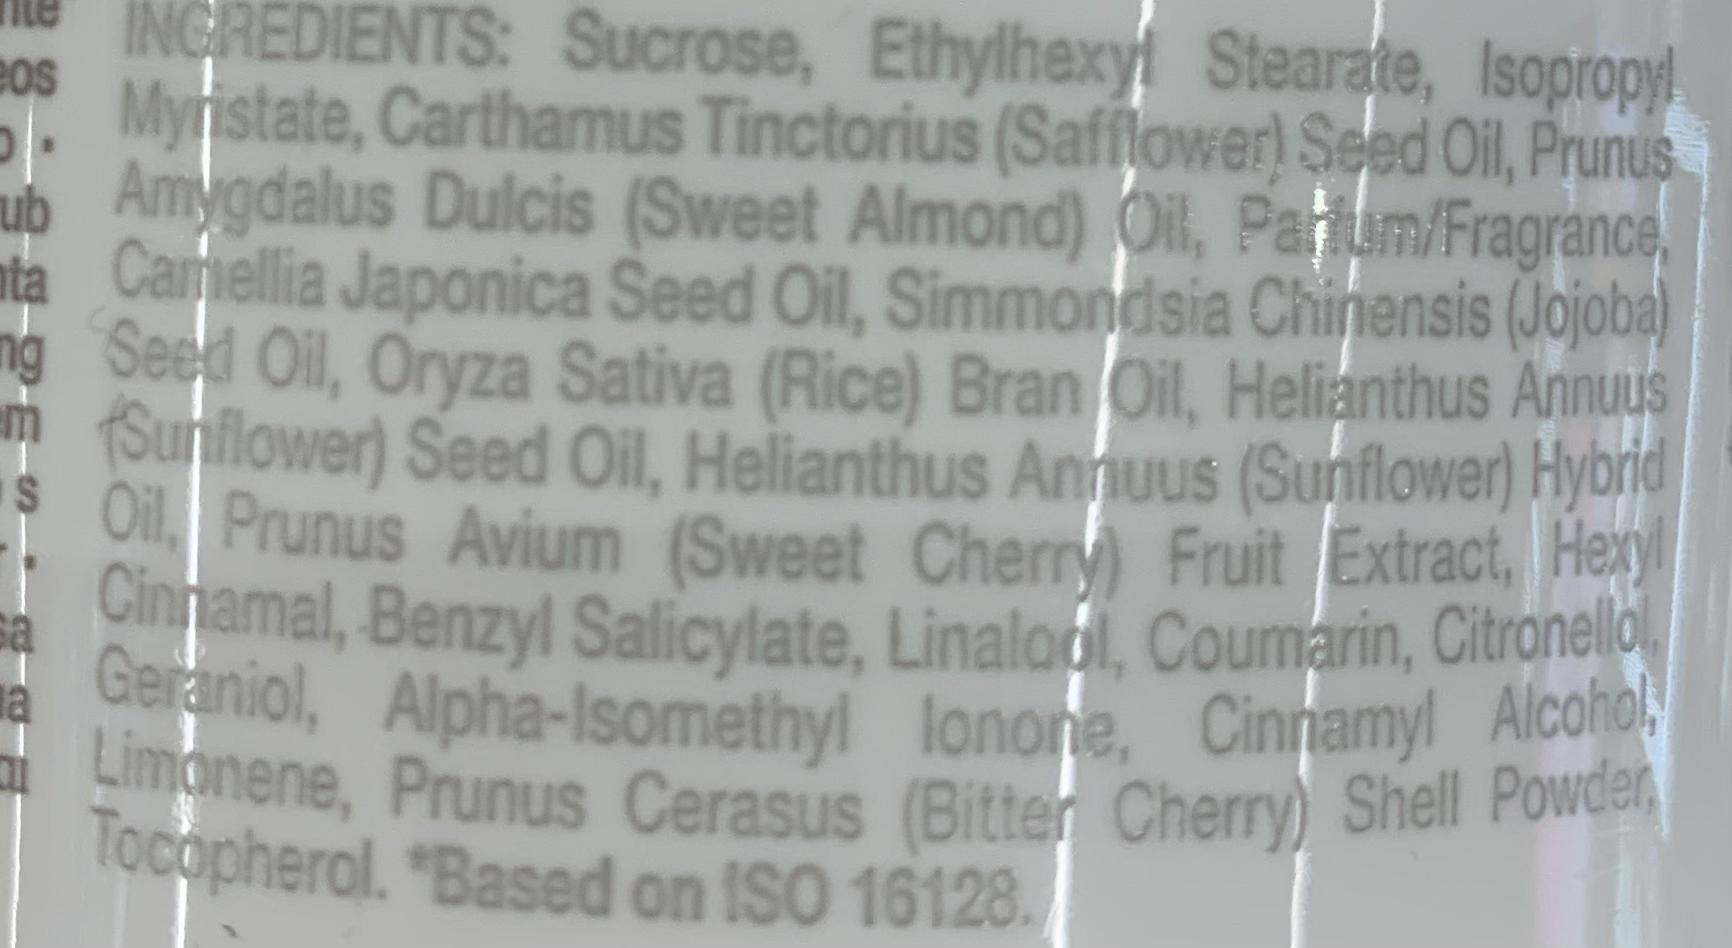 INGREDIENTS: Sucrose, Ethylhexyl Stearate, Isopropyl
Myristate, Carthamus Tinctorius (Safflower) Seed Oil, Prunus
Amygdalus Dulcis (Sweet Almond) Oil, Parfum/Fragrance,
Camellia Japonica Seed Oil, Simmondsia Chinensis (Jojoba)
Seed Oil, Oryza Sativa (Rice) Bran Oil, Helianthus Annuus
(Sunflower) Seed Oil, Helianthus Annuus (Sunflower) Hybrid
Oil, Prunus Avium (Sweet Cherry) Fruit Extract, Hexyl
Cinnamal, Benzyl Salicylate, Linalool, Coumarin, Citronellol,
Geraniol, Alpha-Isomethyl Ionone, Cinnamyl Alcohol,
Limonene, Prunus Cerasus (Bitter Cherry) Shell Powder,
Tocopherol. *Based on ISO 16128.